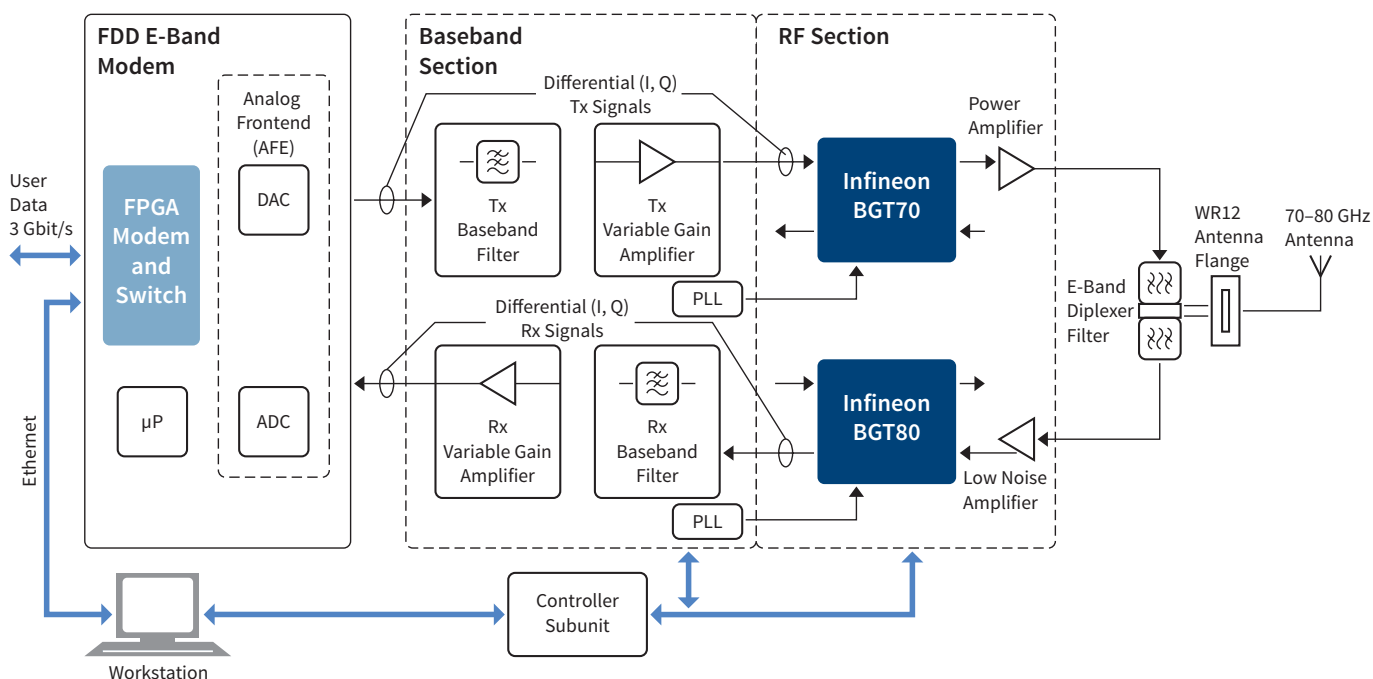 FDD E-Band
Modem
Baseband
Section
RF Section
Analog
Frontend
(AFE)
Differential (I, Q)
Tx Signals
Power
Amplifier
User
Data
3 Gbit/s
FPGA
Modem
and
Switch
DAC
Tx
Baseband
Filter
Tx
Variable Gain
Amplifier
Infineon
BGT70
WR12
Antenna
Flange
70–80 GHz
Antenna
PLL
E-Band
Diplexer
Filter
Differential (I, Q)
Rx Signals
Ethernet
µP
ADC
Rx
Variable Gain
Amplifier
Rx
Baseband
Filter
Infineon
BGT80
Low Noise
Amplifier
PLL
Controller
Subunit
Workstation